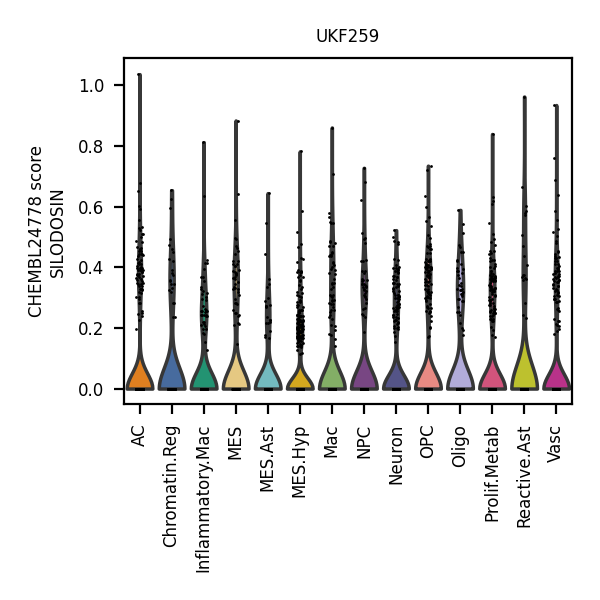 UKF259
CHEMBL24778 score
SILODOSIN
1.0
0.8
0.6
0.4
0.2
0.0
AC
Chromatin.Reg
Inflammatory.Mac
MES
MES.Ast
MES.Hyp
Mac
NPC
Neuron
OPC
Oligo
Prolif.Metab
Reactive.Ast
Vasc